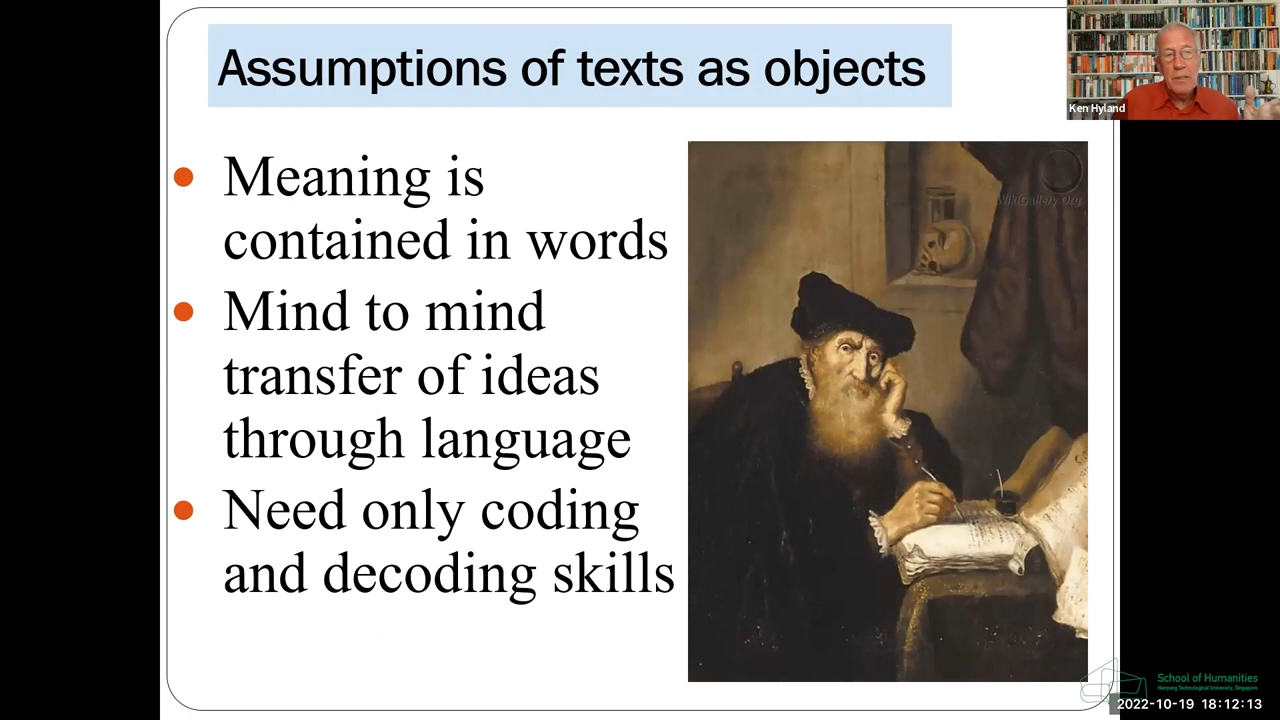 Assumptions of texts as objects
Ken Hyland
• Meaning is
contained in words
• Mind to mind
transfer of ideas
through language
• Need only coding
and decoding skills
WikiGallery.Org
School of Humanities
Nanyang Technological University, Singapore
2022-10-19 18:12:13